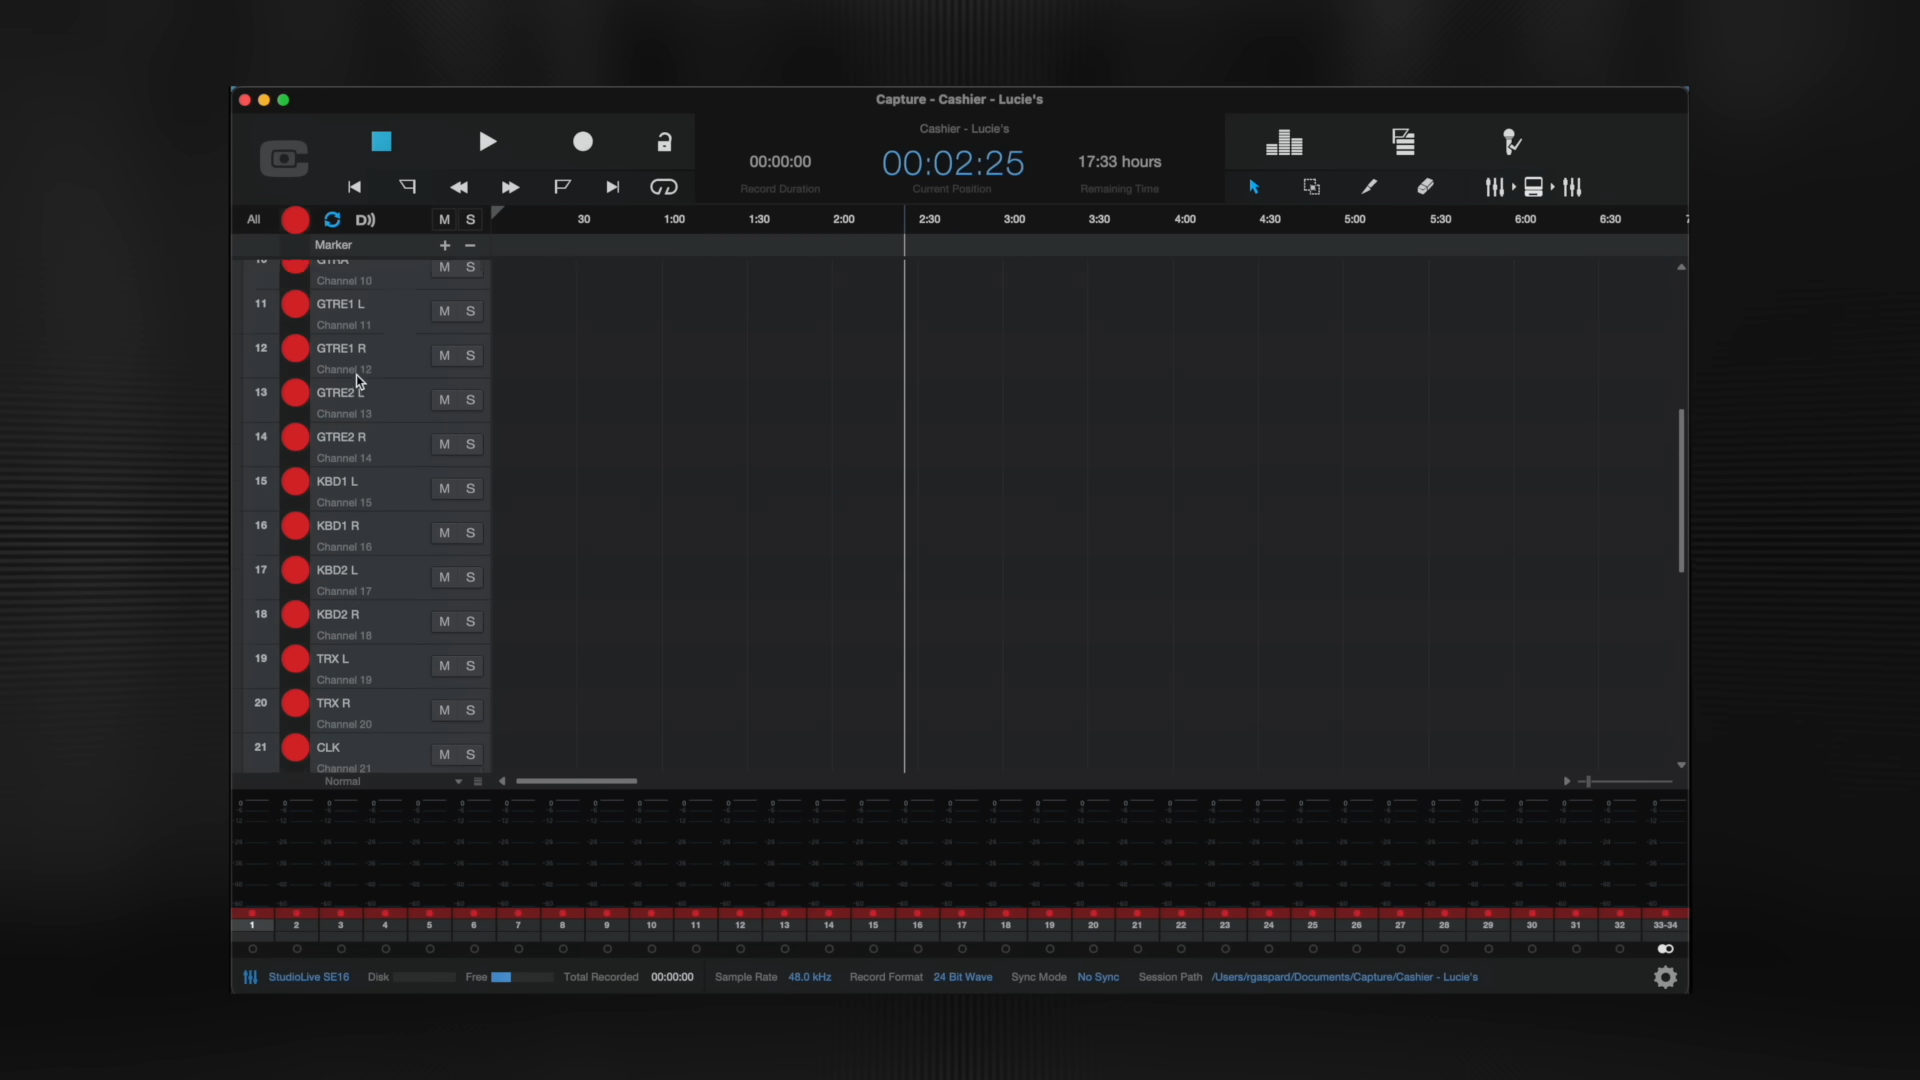 Capture - Cashier - Lucie's
Cashier - Lucie's
00:00:00 00:02:25 17:33 hours
Record Duration Current Position Remaining Time
All M S 30 1:00 1:30 2:00 2:30 3:00 3:30 4:00 4:30 5:00 5:30 6:00 6:30
Marker + −
10 GTRA M S
Channel 10
11 GTRE1 L M S
Channel 11
12 GTRE1 R M S
Channel 12
13 GTRE2 L M S
Channel 13
14 GTRE2 R M S
Channel 14
15 KBD1 L M S
Channel 15
16 KBD1 R M S
Channel 16
17 KBD2 L M S
Channel 17
18 KBD2 R M S
Channel 18
19 TRX L M S
Channel 19
20 TRX R M S
Channel 20
21 CLK M S
Channel 21
Normal
1 2 3 4 5 6 7 8 9 10 11 12 13 14 15 16 17 18 19 20 21 22 23 24 25 26 27 28 29 30 31 32 33-34
StudioLive SE16 Disk Free Total Recorded 00:00:00 Sample Rate 48.0 kHz Record Format 24 Bit Wave Sync Mode No Sync Session Path /Users/rgaspard/Documents/Capture/Cashier - Lucie's